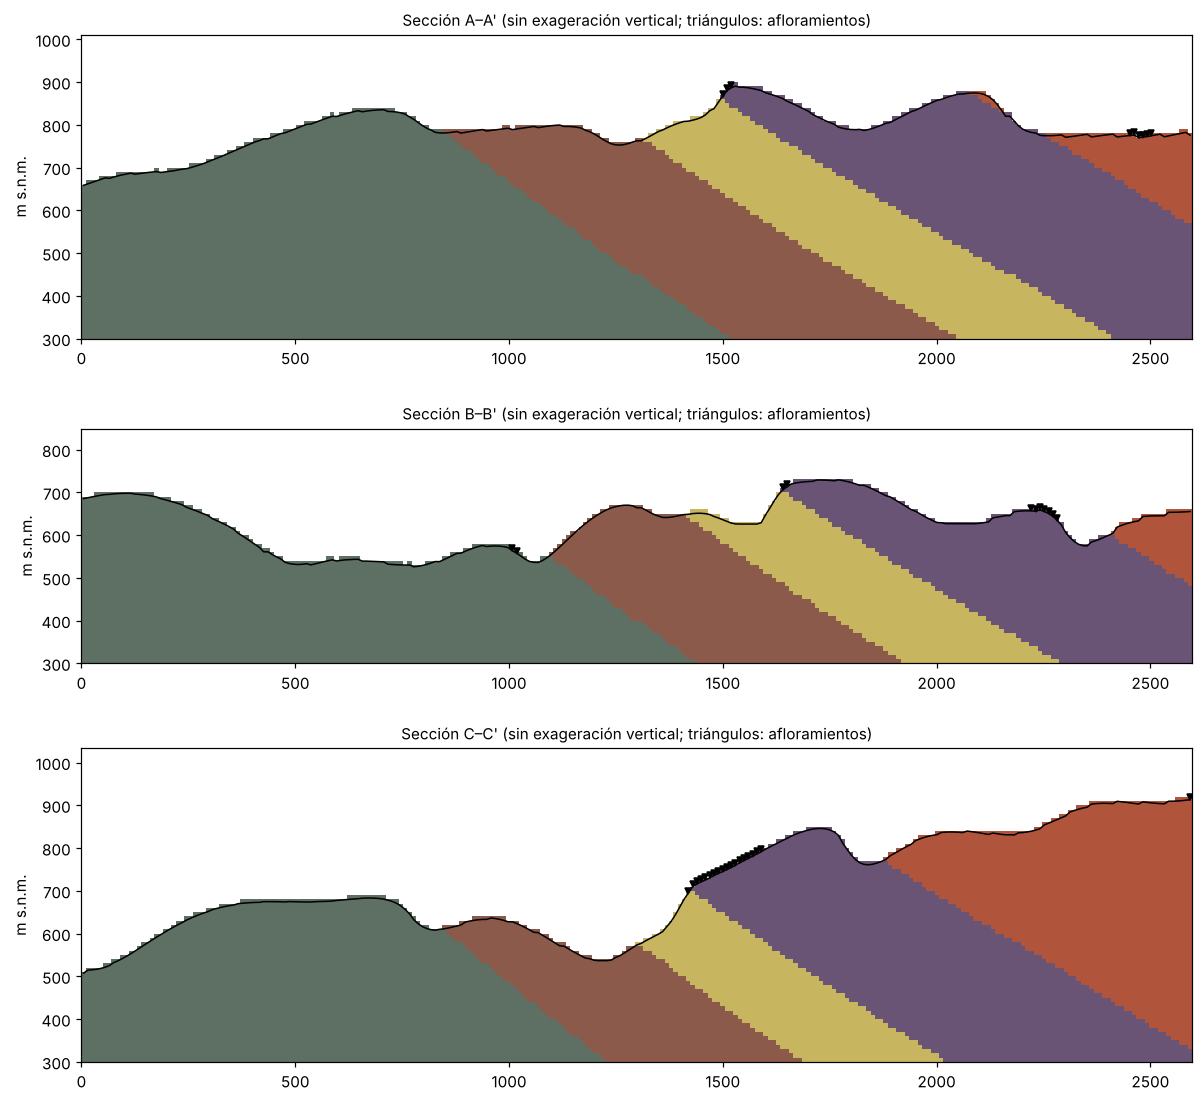 Sección A–A' (sin exageración vertical; triángulos: afloramientos)
1000
900
800
700
600
500
400
300
m s.n.m.
0 500 1000 1500 2000 2500
Sección B–B' (sin exageración vertical; triángulos: afloramientos)
800
700
600
500
400
300
m s.n.m.
0 500 1000 1500 2000 2500
Sección C–C' (sin exageración vertical; triángulos: afloramientos)
1000
900
800
700
600
500
400
300
m s.n.m.
0 500 1000 1500 2000 2500